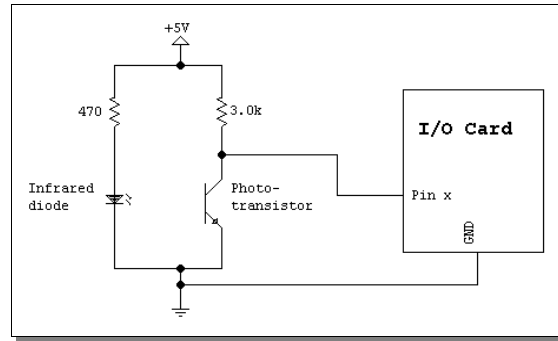 +5V
470
3.0k
I/O Card
Infrared
diode
Photo-
transistor
Pin x
GND